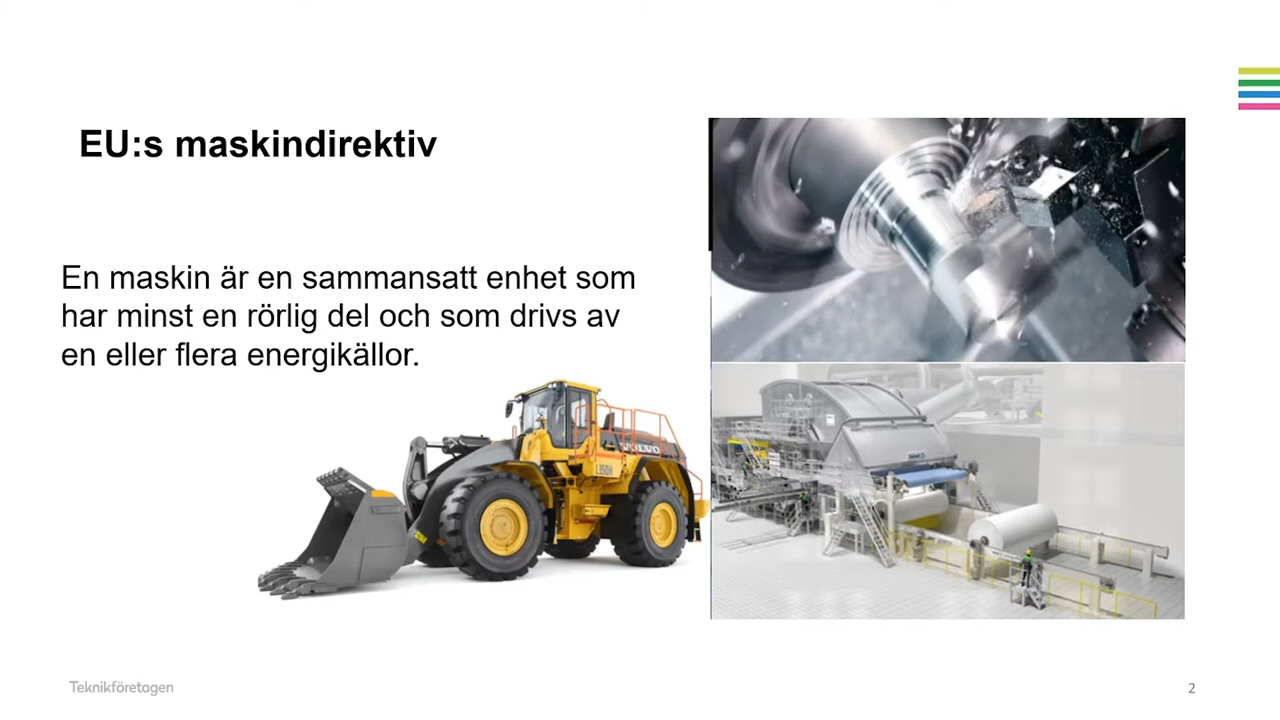 EU:s maskindirektiv
En maskin är en sammansatt enhet som
har minst en rörlig del och som drivs av
en eller flera energikällor.
VOLVO
L350H
Teknikföretagen
2